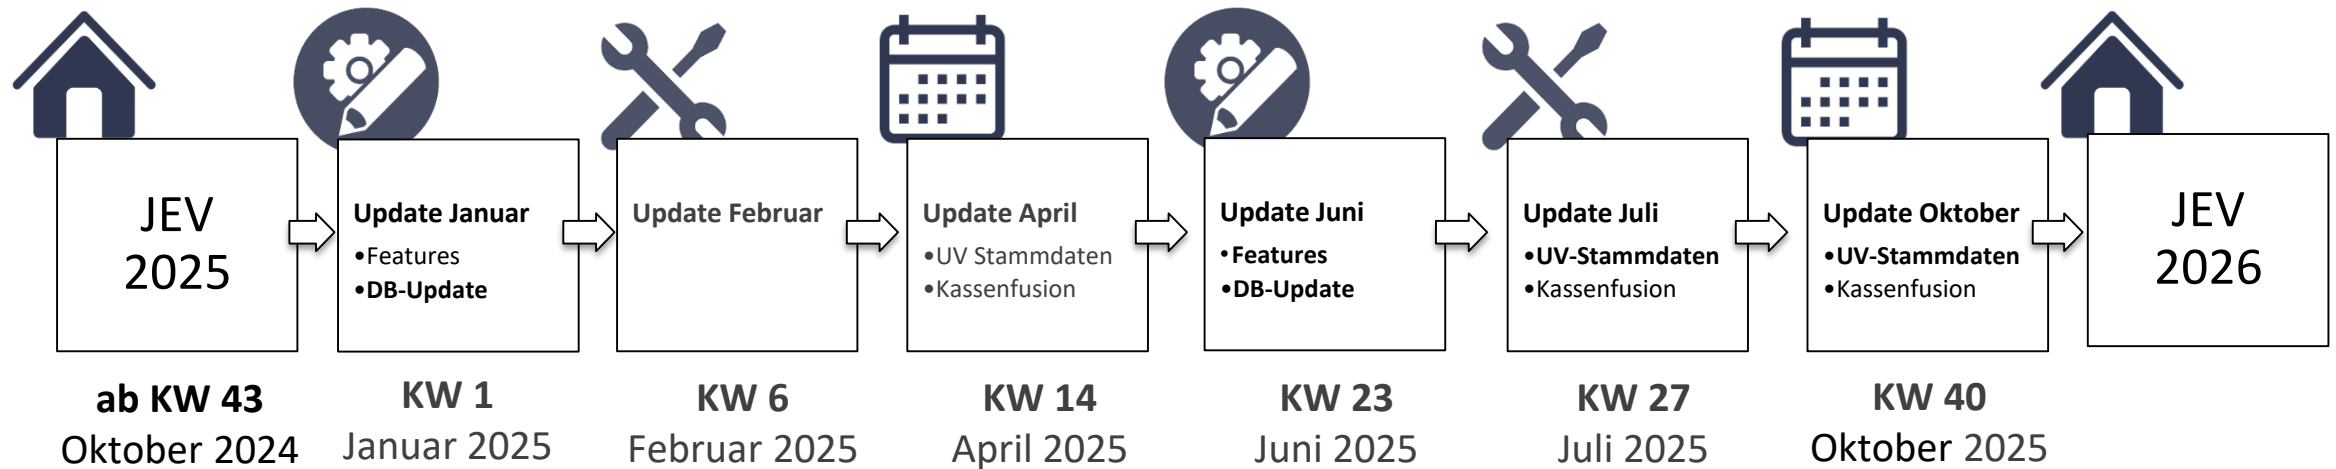 JEV
2025
ab KW 43
Oktober 2024
Update Januar
•Features
•DB-Update
KW 1
Januar 2025
Update Februar
KW 6
Februar 2025
Update April
•UV Stammdaten
•Kassenfusion
KW 14
April 2025
Update Juni
•Features
•DB-Update
KW 23
Juni 2025
Update Juli
•UV-Stammdaten
•Kassenfusion
KW 27
Juli 2025
Update Oktober
•UV-Stammdaten
•Kassenfusion
KW 40
Oktober 2025
JEV
2026